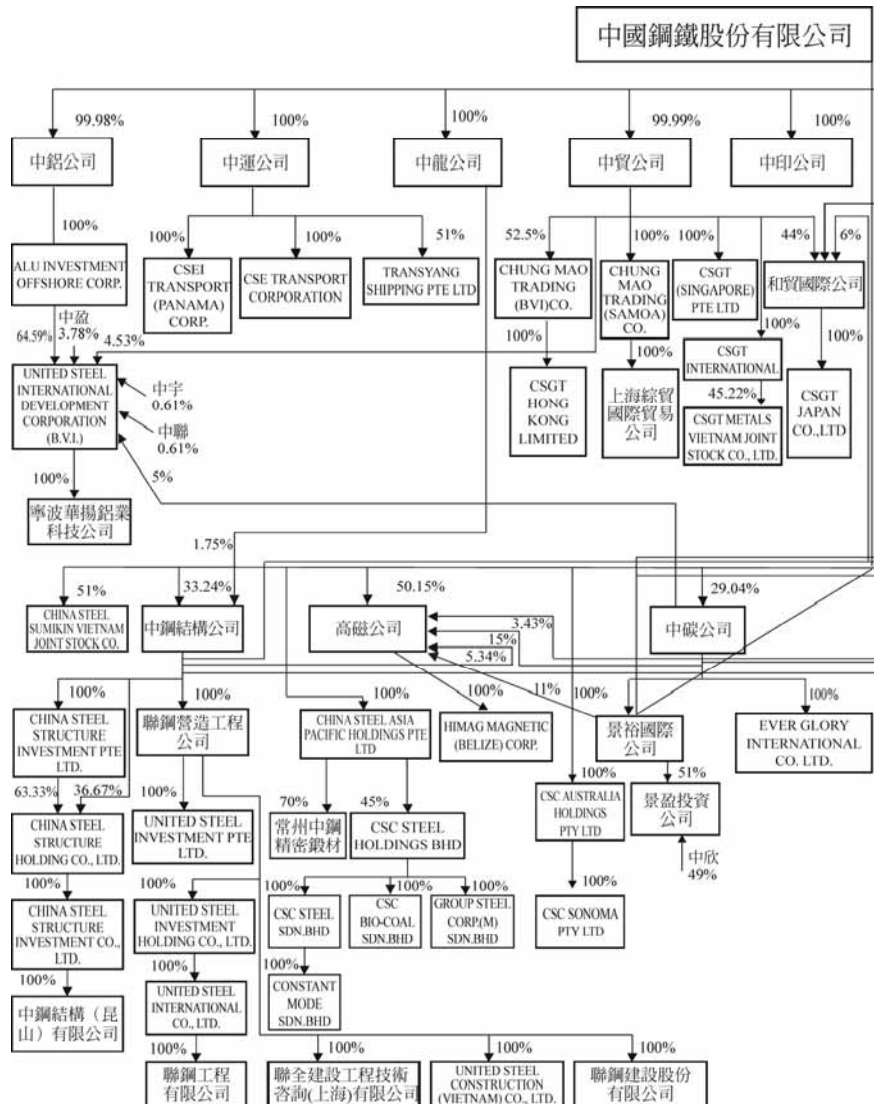 中國鋼鐵股份有限公司
99.98%
100%
100%
99.99%
100%
中鋁公司
中運公司
中龍公司
中貿公司
中印公司
100%
100%
100%
51%
52.5%
100%
100%
44%
6%
ALU INVESTMENT
OFFSHORE CORP.
CSEI
TRANSPORT
(PANAMA)
CORP.
CSE TRANSPORT
CORPORATION
TRANSYANG
SHIPPING PTE LTD
CHUNG MAO
TRADING
(BVI)CO.
CHUNG
MAO
TRADING
(SAMOA)
CO.
CSGT
(SINGAPORE)
PTE LTD
和貿國際公司
中盈
3.78%
64.59%
4.53%
100%
100%
100%
100%
UNITED STEEL
INTERNATIONAL
DEVELOPMENT
CORPORATION
(B.V.I.)
中宇
0.61%
中聯
0.61%
CSGT
HONG
KONG
LIMITED
上海綜貿
國際貿易
公司
CSGT
INTERNATIONAL
45.22%
CSGT METALS
VIETNAM JOINT
STOCK CO., LTD.
CSGT
JAPAN
CO.,LTD
100%
5%
寧波華揚鋁業
科技公司
1.75%
51%
33.24%
50.15%
29.04%
CHINA STEEL
SUMIKIN VIETNAM
JOINT STOCK CO.
中鋼結構公司
高磁公司
3.43%
15%
5.34%
中碳公司
100%
100%
100%
100%
11%
100%
100%
CHINA STEEL
STRUCTURE
INVESTMENT PTE
LTD.
聯鋼營造工程
公司
CHINA STEEL ASIA
PACIFIC HOLDINGS PTE
LTD
HIMAG MAGNETIC
(BELIZE) CORP.
景裕國際
公司
EVER GLORY
INTERNATIONAL
CO. LTD.
63.33%
36.67%
100%
70%
45%
100%
51%
CHINA STEEL
STRUCTURE
HOLDING CO., LTD.
UNITED STEEL
INVESTMENT PTE
LTD.
常州中鋼
精密鍛材
CSC STEEL
HOLDINGS BHD
CSC AUSTRALIA
HOLDINGS
PTY LTD
景盈投資
公司
中欣
49%
100%
100%
100%
100%
100%
100%
CHINA STEEL
STRUCTURE
INVESTMENT CO.,
LTD.
UNITED STEEL
INVESTMENT
HOLDING CO., LTD.
CSC STEEL
SDN.BHD
CSC
BIO-COAL
SDN.BHD
GROUP STEEL
CORP.(M)
SDN.BHD
CSC SONOMA
PTY LTD
100%
100%
100%
中鋼結構（昆
山）有限公司
UNITED STEEL
INTERNATIONAL
CO., LTD.
CONSTANT
MODE
SDN.BHD
100%
100%
100%
100%
聯鋼工程
有限公司
聯全建設工程技術
咨詢(上海)有限公司
UNITED STEEL
CONSTRUCTION
(VIETNAM) CO., LTD.
聯鋼建設股份
有限公司